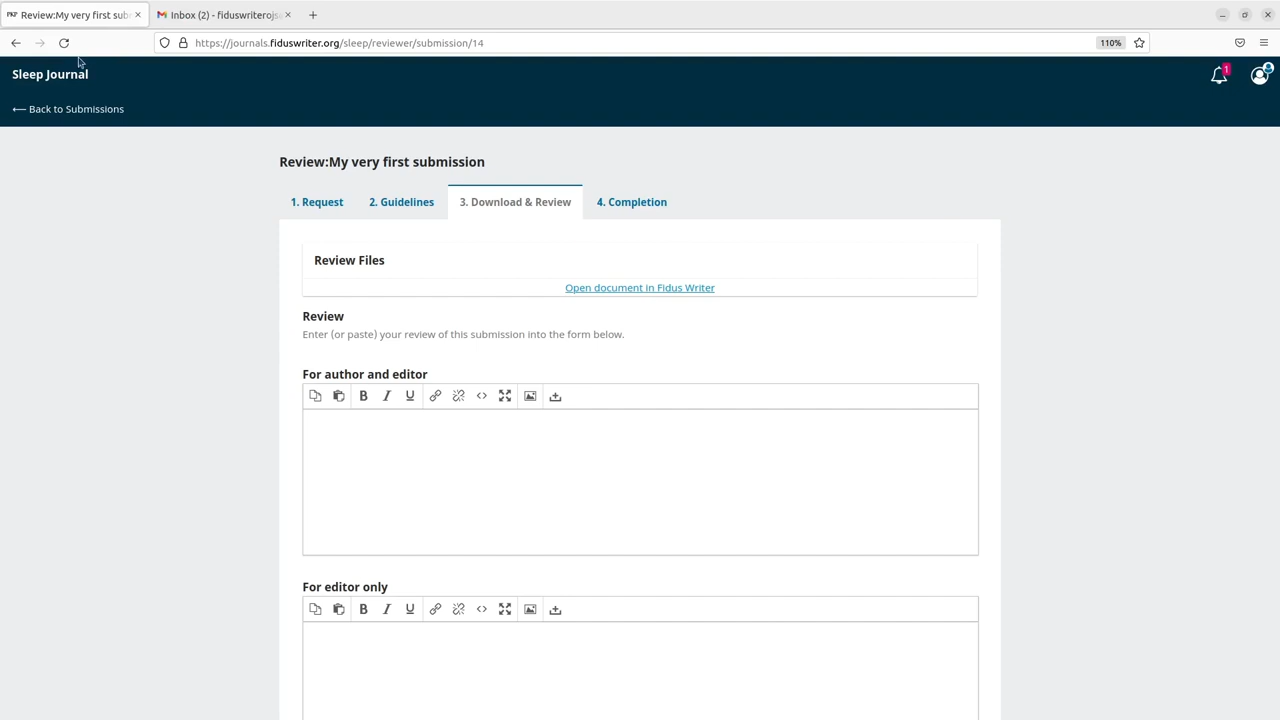 PKP Review:My very first sub
Inbox (2) - fiduswriterojse
https://journals.fiduswriter.org/sleep/reviewer/submission/14
110%
Sleep Journal
1
⟵ Back to Submissions
Review:My very first submission
1. Request
2. Guidelines
3. Download & Review
4. Completion
Review Files
Open document in Fidus Writer
Review
Enter (or paste) your review of this submission into the form below.
For author and editor
B I U
For editor only
B I U